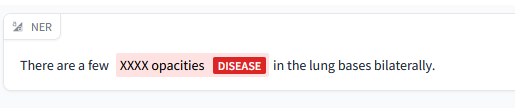 NER
There are a few XXXX opacities DISEASE in the lung bases bilaterally.